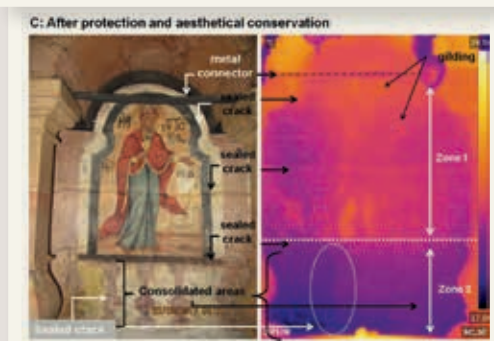 C: After protection and aesthetical conservation
metal
connector
sealed
crack
sealed
crack
sealed
crack
Consolidated areas
Sealed crack
gilding
Zone 1
Zone 2